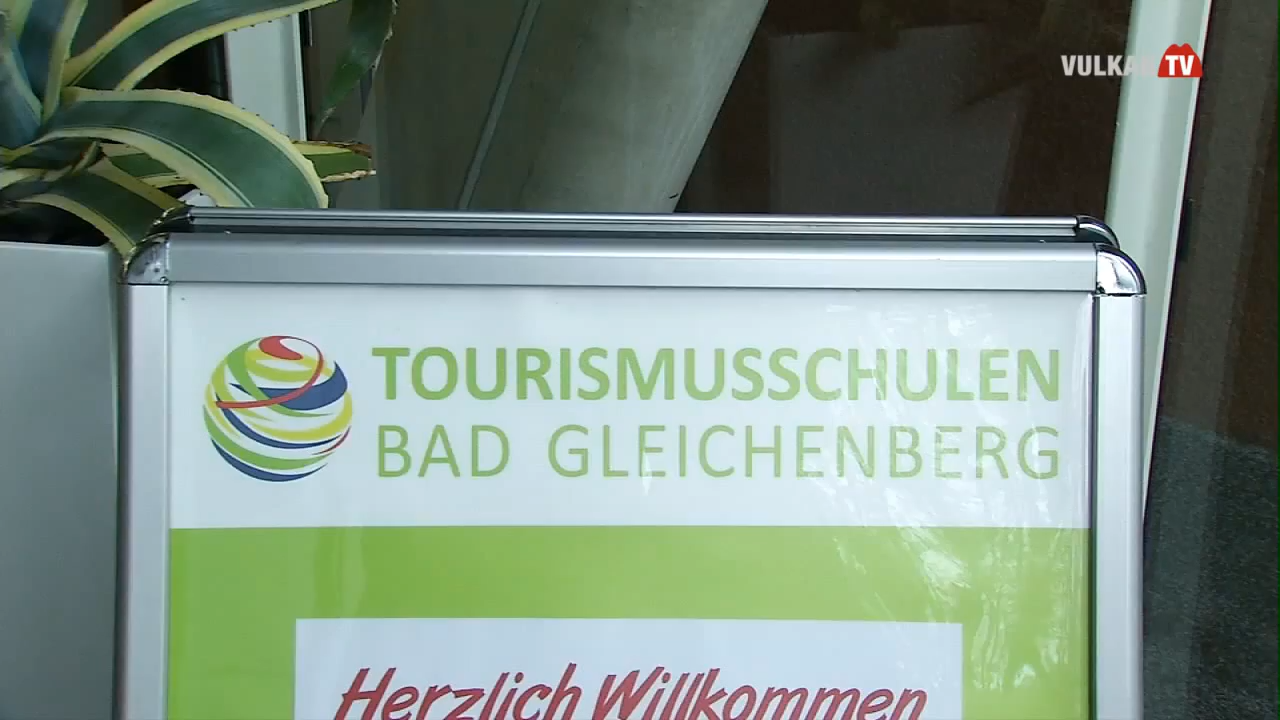 VULKAN TV
TOURISMUSSCHULEN
BAD GLEICHENBERG
Herzlich Willkommen